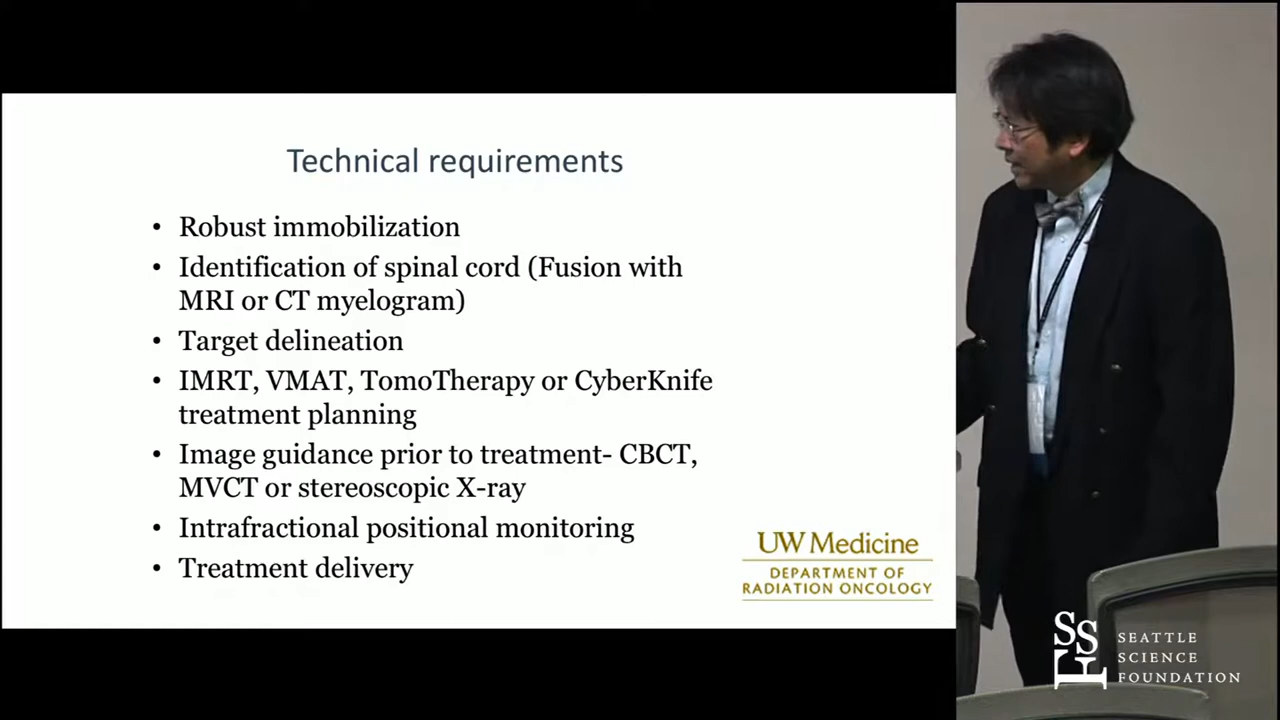 Technical requirements
• Robust immobilization
• Identification of spinal cord (Fusion with
MRI or CT myelogram)
• Target delineation
• IMRT, VMAT, TomoTherapy or CyberKnife
treatment planning
• Image guidance prior to treatment- CBCT,
MVCT or stereoscopic X-ray
• Intrafractional positional monitoring
• Treatment delivery
UW Medicine
DEPARTMENT OF
RADIATION ONCOLOGY
SSF
SEATTLE
SCIENCE
FOUNDATION